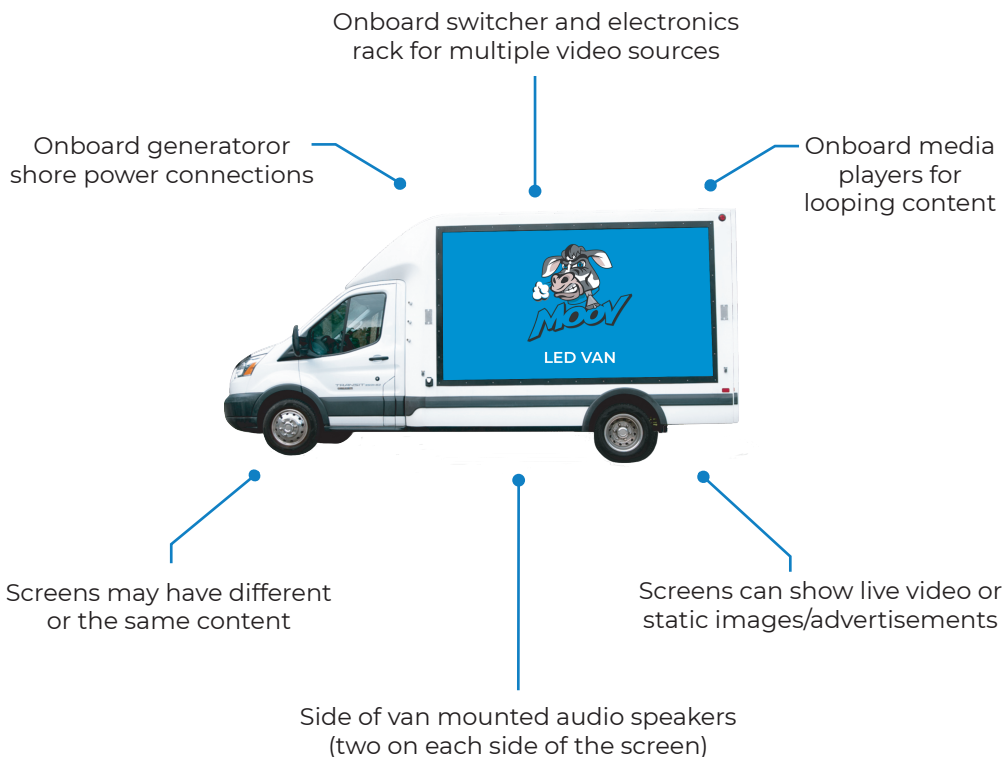 Onboard switcher and electronics
rack for multiple video sources
Onboard generatoror
shore power connections
Onboard media
players for
looping content
MOOV
LED VAN
Screens may have different
or the same content
Screens can show live video or
static images/advertisements
Side of van mounted audio speakers
(two on each side of the screen)